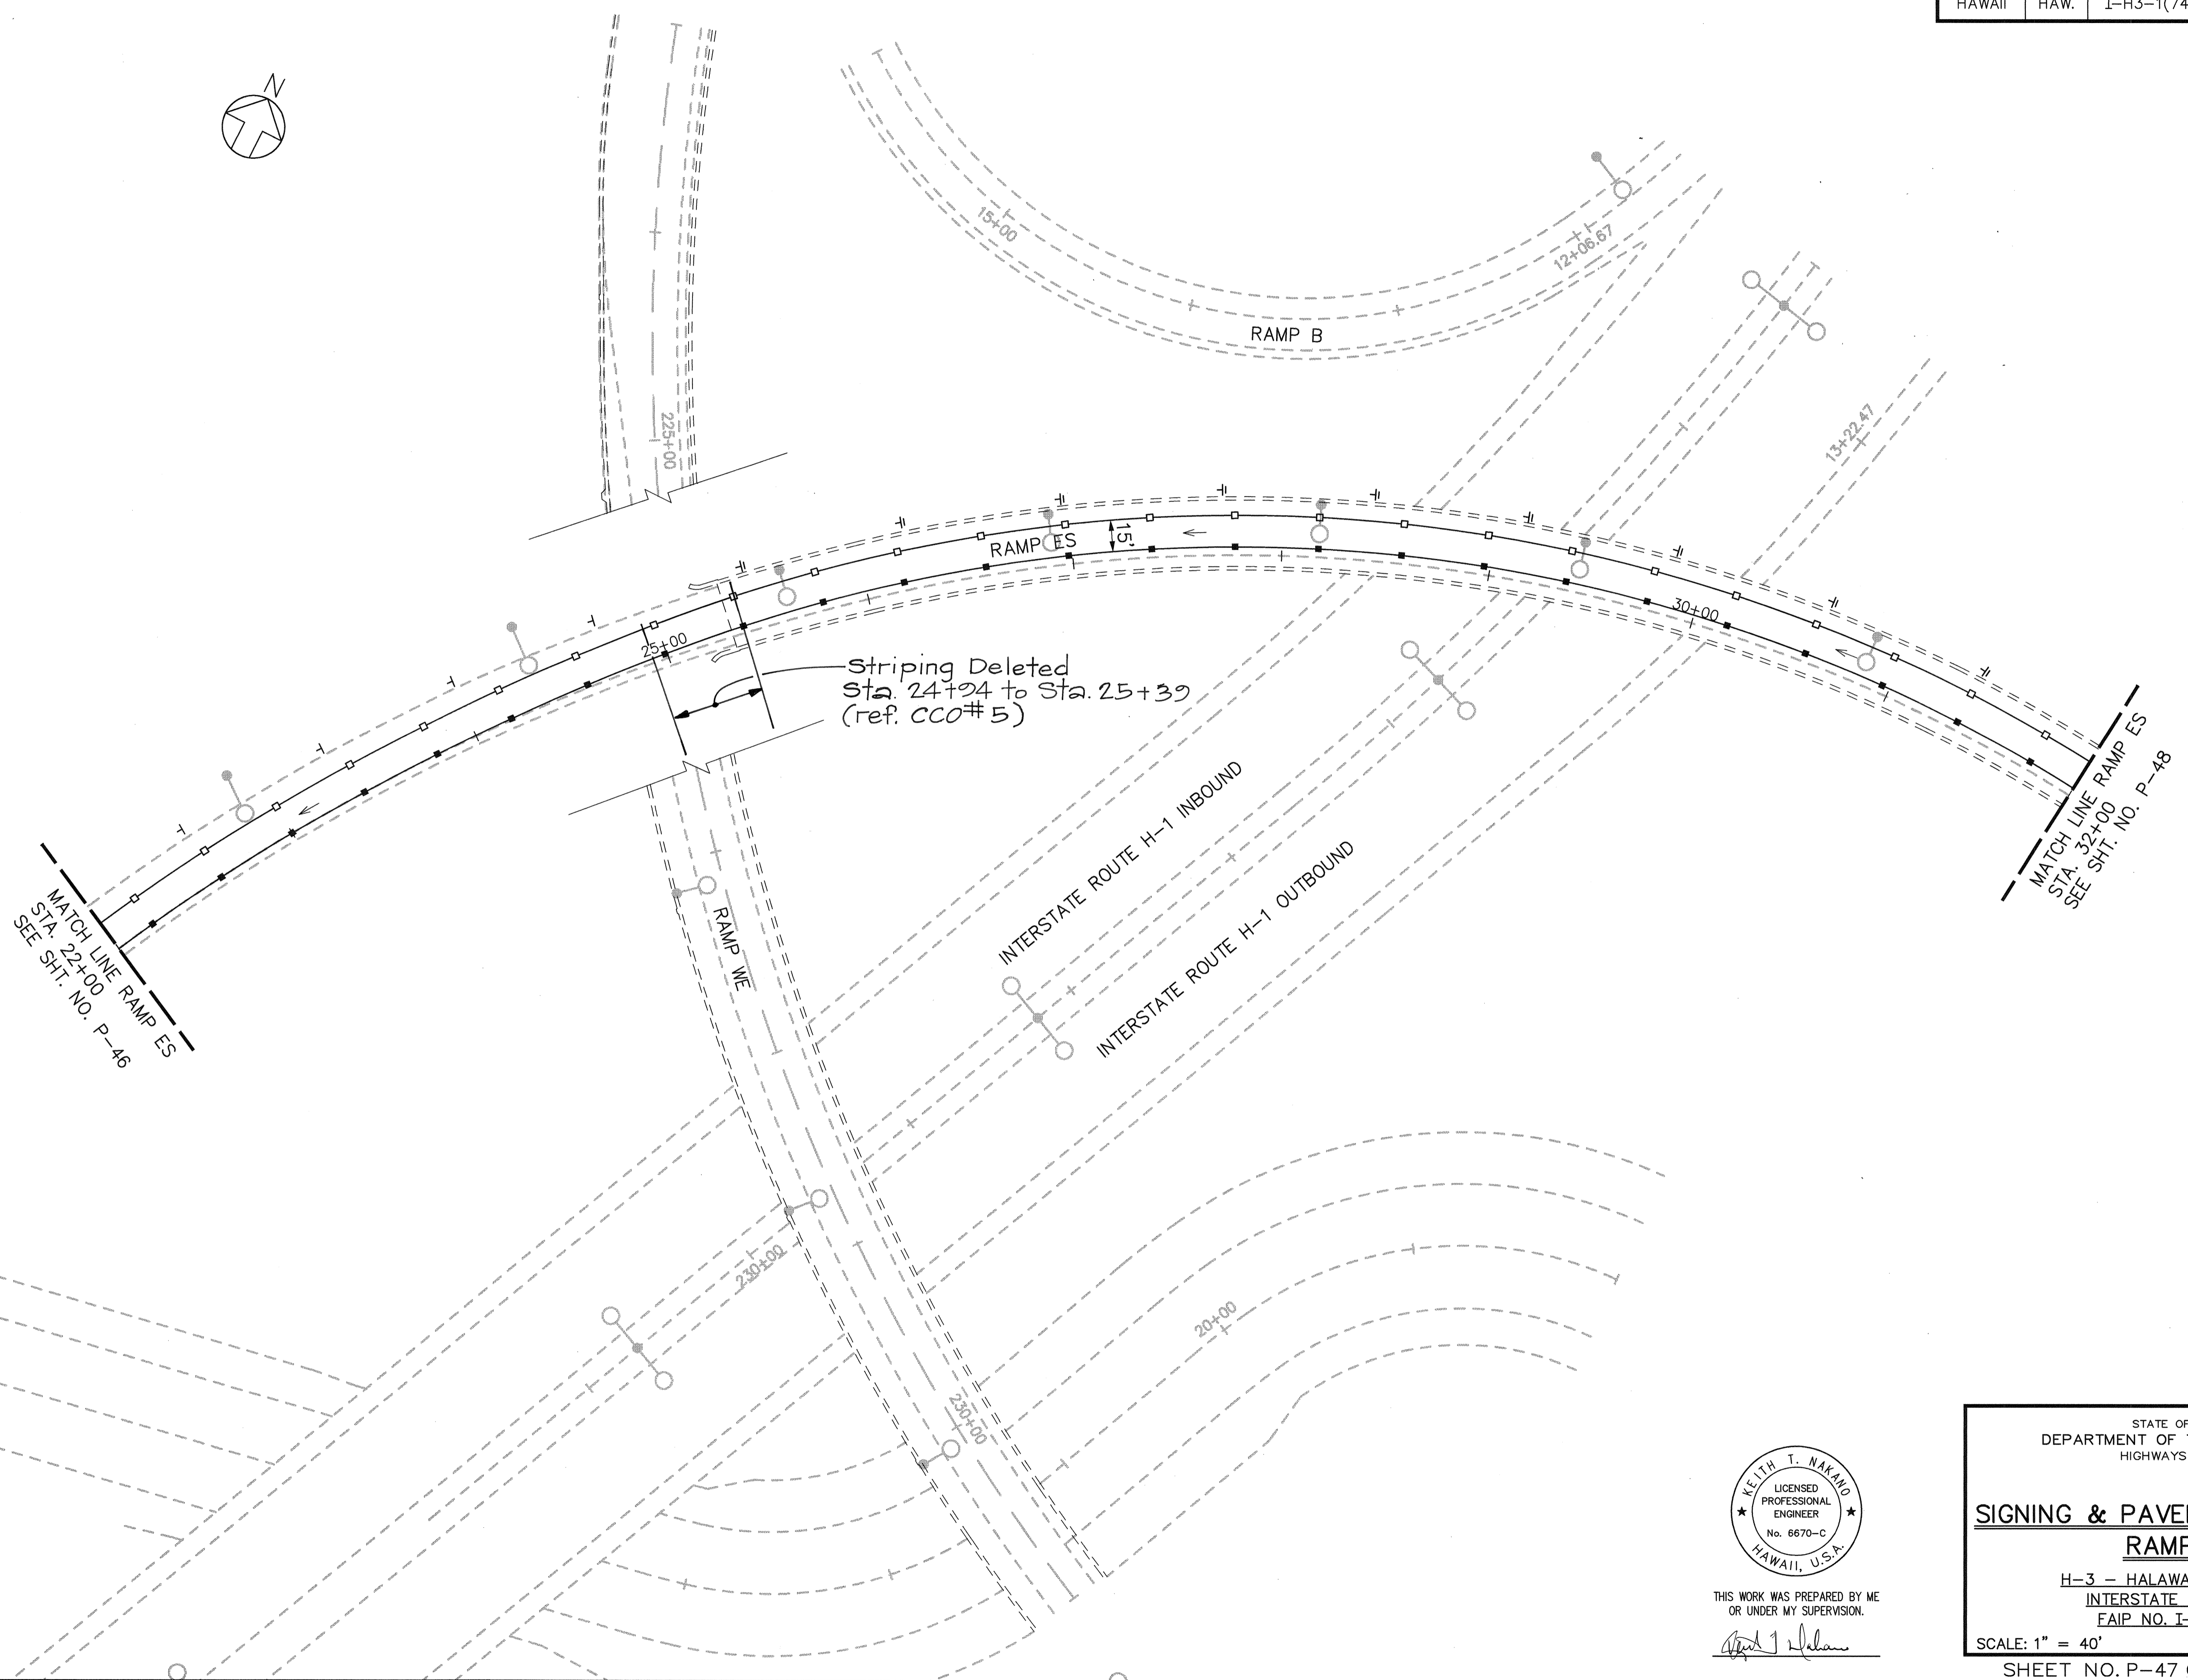 HAWAII HAW. I-H3-1(74
N
15+00
12+06.67
RAMP B
225+00
13+22.47
15'
RAMP ES
30+00
25+00
Striping Deleted
Sta. 24+94 to Sta. 25+39
(ref. CCO#5)
MATCH LINE RAMP ES
STA. 32+00
SEE SHT. NO. P-48
INTERSTATE ROUTE H-1 INBOUND
INTERSTATE ROUTE H-1 OUTBOUND
MATCH LINE RAMP ES
STA. 22+00
SEE SHT. NO. P-46
RAMP WE
230+00
20+00
230+00
KEITH T. NAKANO
LICENSED
PROFESSIONAL
ENGINEER
No. 6670-C
HAWAII, U.S.A.
THIS WORK WAS PREPARED BY ME
OR UNDER MY SUPERVISION.
STATE OF
DEPARTMENT OF
HIGHWAYS
SIGNING & PAVE
RAMP
H-3 - HALAWA
INTERSTATE
FAIP NO. I-
SCALE: 1" = 40'
SHEET NO. P-47